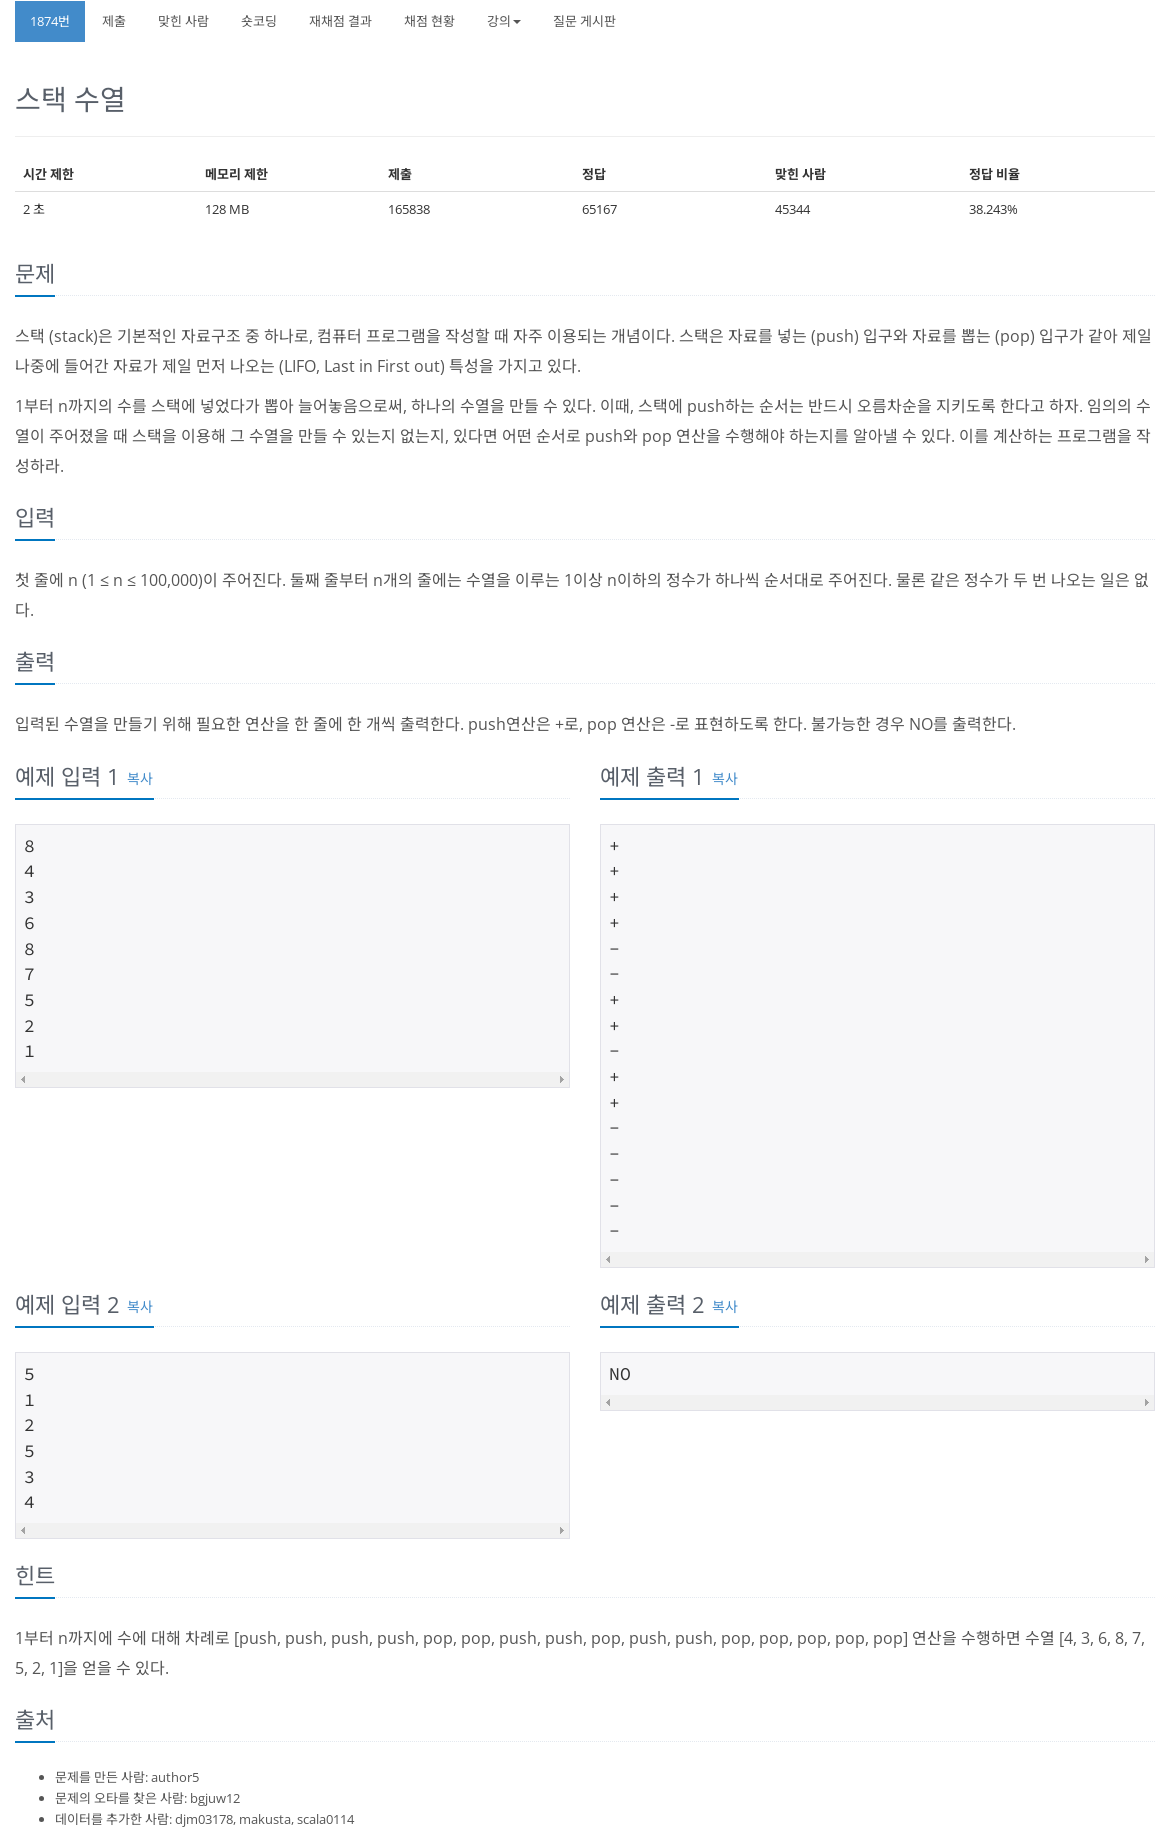 1874번 제출 맞힌 사람 숏코딩 재채점 결과 채점 현황 강의 질문 게시판
스택 수열
시간 제한 메모리 제한 제출 정답 맞힌 사람 정답 비율
2 초 128 MB 165838 65167 45344 38.243%
문제
스택 (stack)은 기본적인 자료구조 중 하나로, 컴퓨터 프로그램을 작성할 때 자주 이용되는 개념이다. 스택은 자료를 넣는 (push) 입구와 자료를 뽑는 (pop) 입구가 같아 제일
나중에 들어간 자료가 제일 먼저 나오는 (LIFO, Last in First out) 특성을 가지고 있다.
1부터 n까지의 수를 스택에 넣었다가 뽑아 늘어놓음으로써, 하나의 수열을 만들 수 있다. 이때, 스택에 push하는 순서는 반드시 오름차순을 지키도록 한다고 하자. 임의의 수
열이 주어졌을 때 스택을 이용해 그 수열을 만들 수 있는지 없는지, 있다면 어떤 순서로 push와 pop 연산을 수행해야 하는지를 알아낼 수 있다. 이를 계산하는 프로그램을 작
성하라.
입력
첫 줄에 n (1 ≤ n ≤ 100,000)이 주어진다. 둘째 줄부터 n개의 줄에는 수열을 이루는 1이상 n이하의 정수가 하나씩 순서대로 주어진다. 물론 같은 정수가 두 번 나오는 일은 없
다.
출력
입력된 수열을 만들기 위해 필요한 연산을 한 줄에 한 개씩 출력한다. push연산은 +로, pop 연산은 -로 표현하도록 한다. 불가능한 경우 NO를 출력한다.
예제 입력 1 복사
8
4
3
6
8
7
5
2
1
예제 출력 1 복사
+
+
+
+
-
-
+
+
-
+
+
-
-
-
-
-
예제 입력 2 복사
5
1
2
5
3
4
예제 출력 2 복사
NO
힌트
1부터 n까지에 수에 대해 차례로 [push, push, push, push, pop, pop, push, push, pop, push, push, pop, pop, pop, pop, pop] 연산을 수행하면 수열 [4, 3, 6, 8, 7,
5, 2, 1]을 얻을 수 있다.
출처
문제를 만든 사람: author5
문제의 오타를 찾은 사람: bgjuw12
데이터를 추가한 사람: djm03178, makusta, scala0114